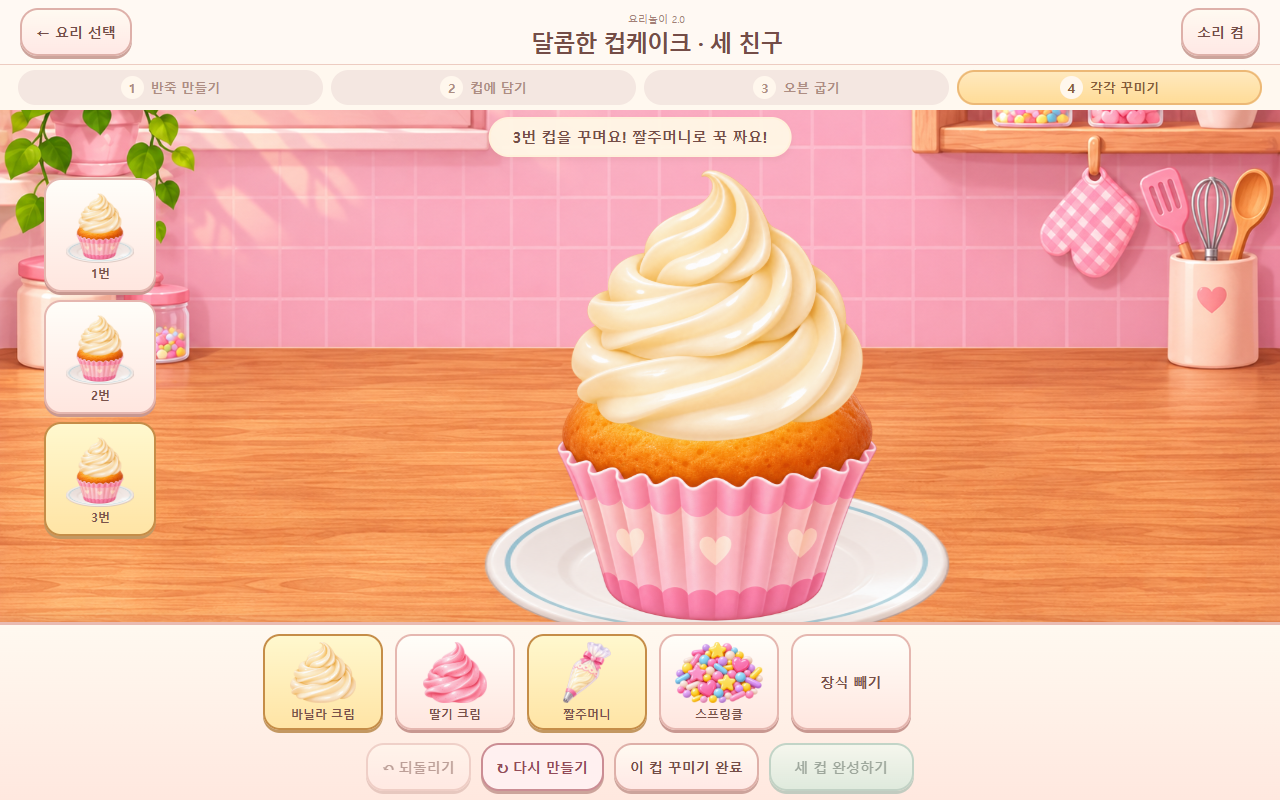 ← 요리 선택
요리놀이 2.0
달콤한 컵케이크 · 세 친구
소리 켬
1 반죽 만들기
2 컵에 담기
3 오븐 굽기
4 각각 꾸미기
3번 컵을 꾸며요! 짤주머니로 꾹 짜요!
1번
2번
3번
바닐라 크림
딸기 크림
짤주머니
스프링클
장식 빼기
↶ 되돌리기
↻ 다시 만들기
이 컵 꾸미기 완료
세 컵 완성하기